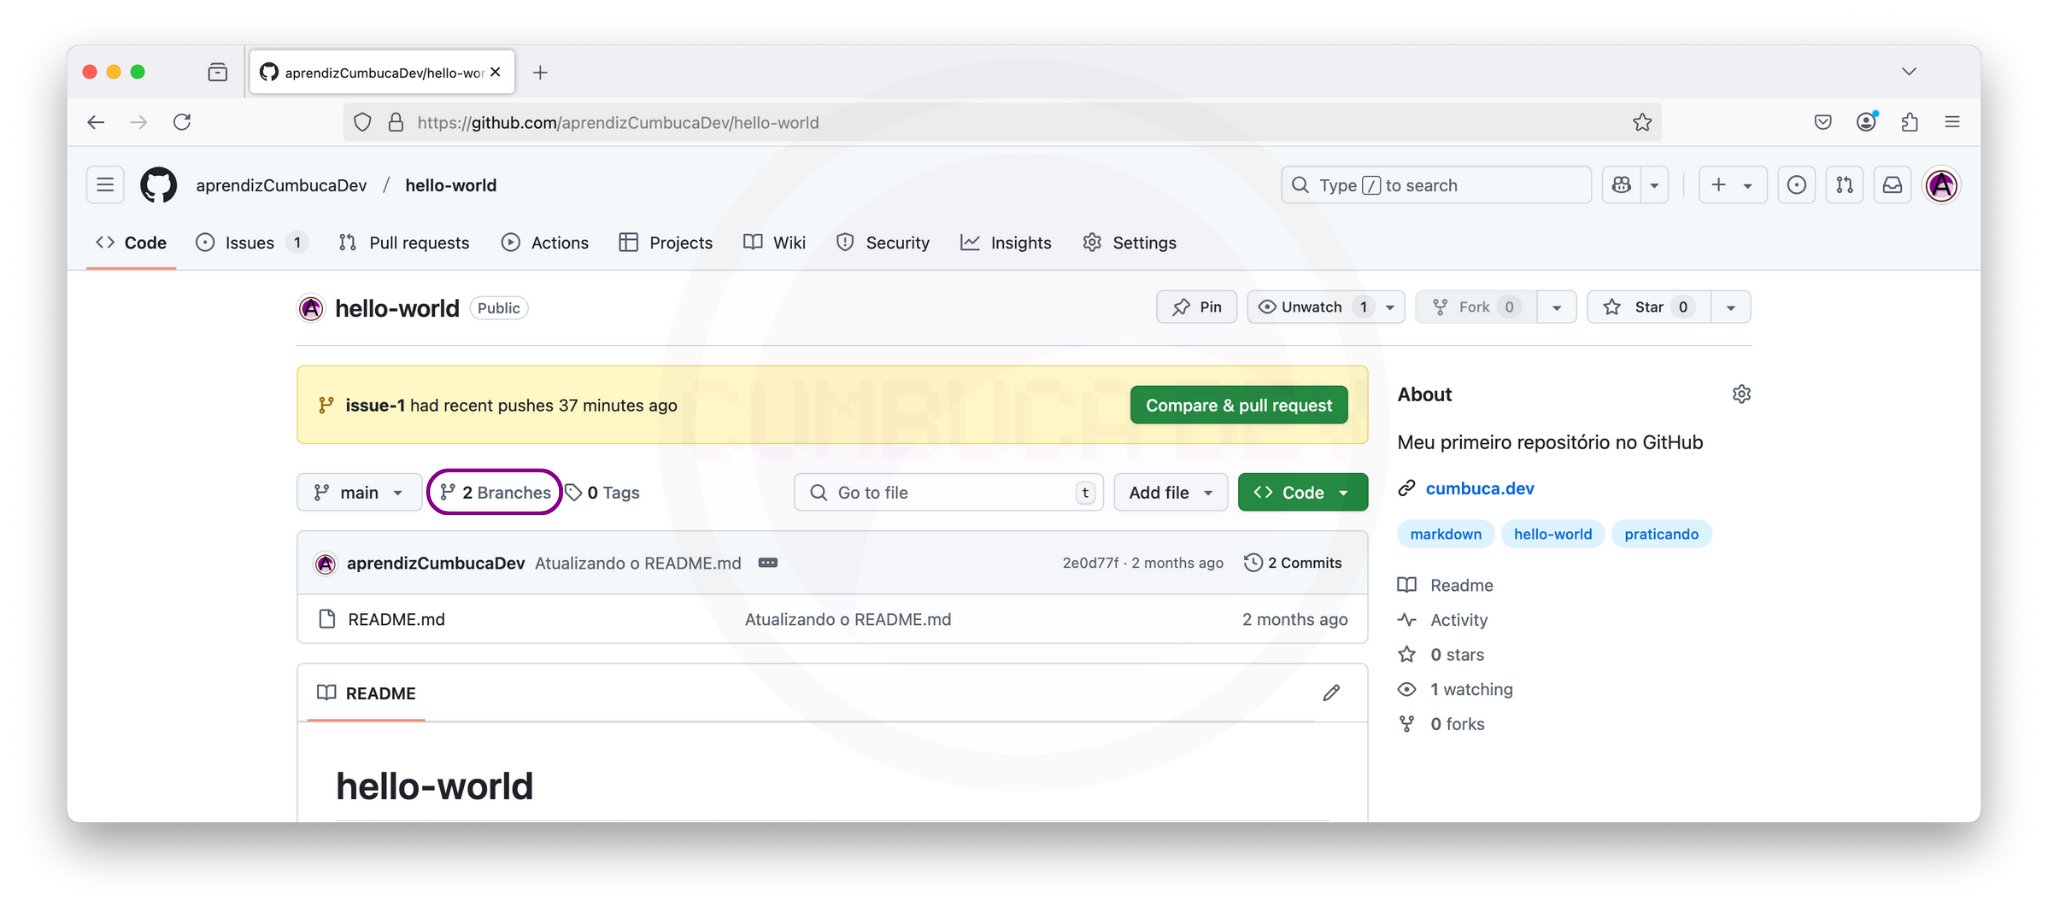 aprendizCumbucaDev/hello-wor
https://github.com/aprendizCumbucaDev/hello-world
aprendizCumbucaDev / hello-world
Type / to search
Code Issues 1 Pull requests Actions Projects Wiki Security Insights Settings
hello-world Public
Pin Unwatch 1 Fork 0 Star 0
issue-1 had recent pushes 37 minutes ago
Compare & pull request
main 2 Branches 0 Tags
Go to file t
Add file
Code
aprendizCumbucaDev Atualizando o README.md
2e0d77f · 2 months ago 2 Commits
README.md Atualizando o README.md 2 months ago
README
hello-world
About
Meu primeiro repositório no GitHub
cumbuca.dev
markdown hello-world praticando
Readme
Activity
0 stars
1 watching
0 forks
CUMBUCA DEV